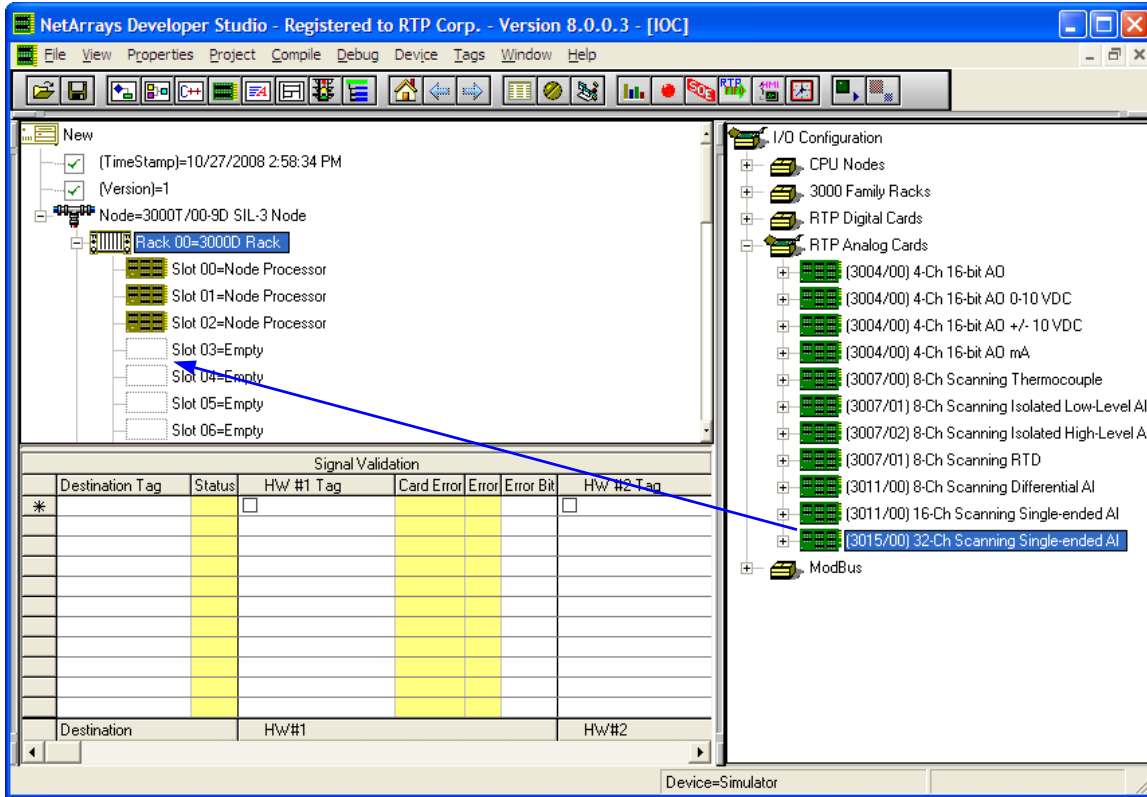 NetArrays Developer Studio - Registered to RTP Corp. - Version 8.0.0.3 - [IOC]
File View Properties Project Compile Debug Device Tags Window Help
C++
SOE
RTP
HMI
New
(TimeStamp)=10/27/2008 2:58:34 PM
(Version)=1
Node=3000T/00-9D SIL-3 Node
Rack 00=3000D Rack
Slot 00=Node Processor
Slot 01=Node Processor
Slot 02=Node Processor
Slot 03=Empty
Slot 04=Empty
Slot 05=Empty
Slot 06=Empty
I/O Configuration
CPU Nodes
3000 Family Racks
RTP Digital Cards
RTP Analog Cards
(3004/00) 4-Ch 16-bit AO
(3004/00) 4-Ch 16-bit AO 0-10 VDC
(3004/00) 4-Ch 16-bit AO +/- 10 VDC
(3004/00) 4-Ch 16-bit AO mA
(3007/00) 8-Ch Scanning Thermocouple
(3007/01) 8-Ch Scanning Isolated Low-Level AI
(3007/02) 8-Ch Scanning Isolated High-Level A
(3007/01) 8-Ch Scanning RTD
(3011/00) 8-Ch Scanning Differential AI
(3011/00) 16-Ch Scanning Single-ended AI
(3015/00) 32-Ch Scanning Single-ended AI
ModBus
Signal Validation
Destination Tag Status HW #1 Tag Card Error Error Error Bit HW #2 Tag
Destination HW#1 HW#2
Device=Simulator